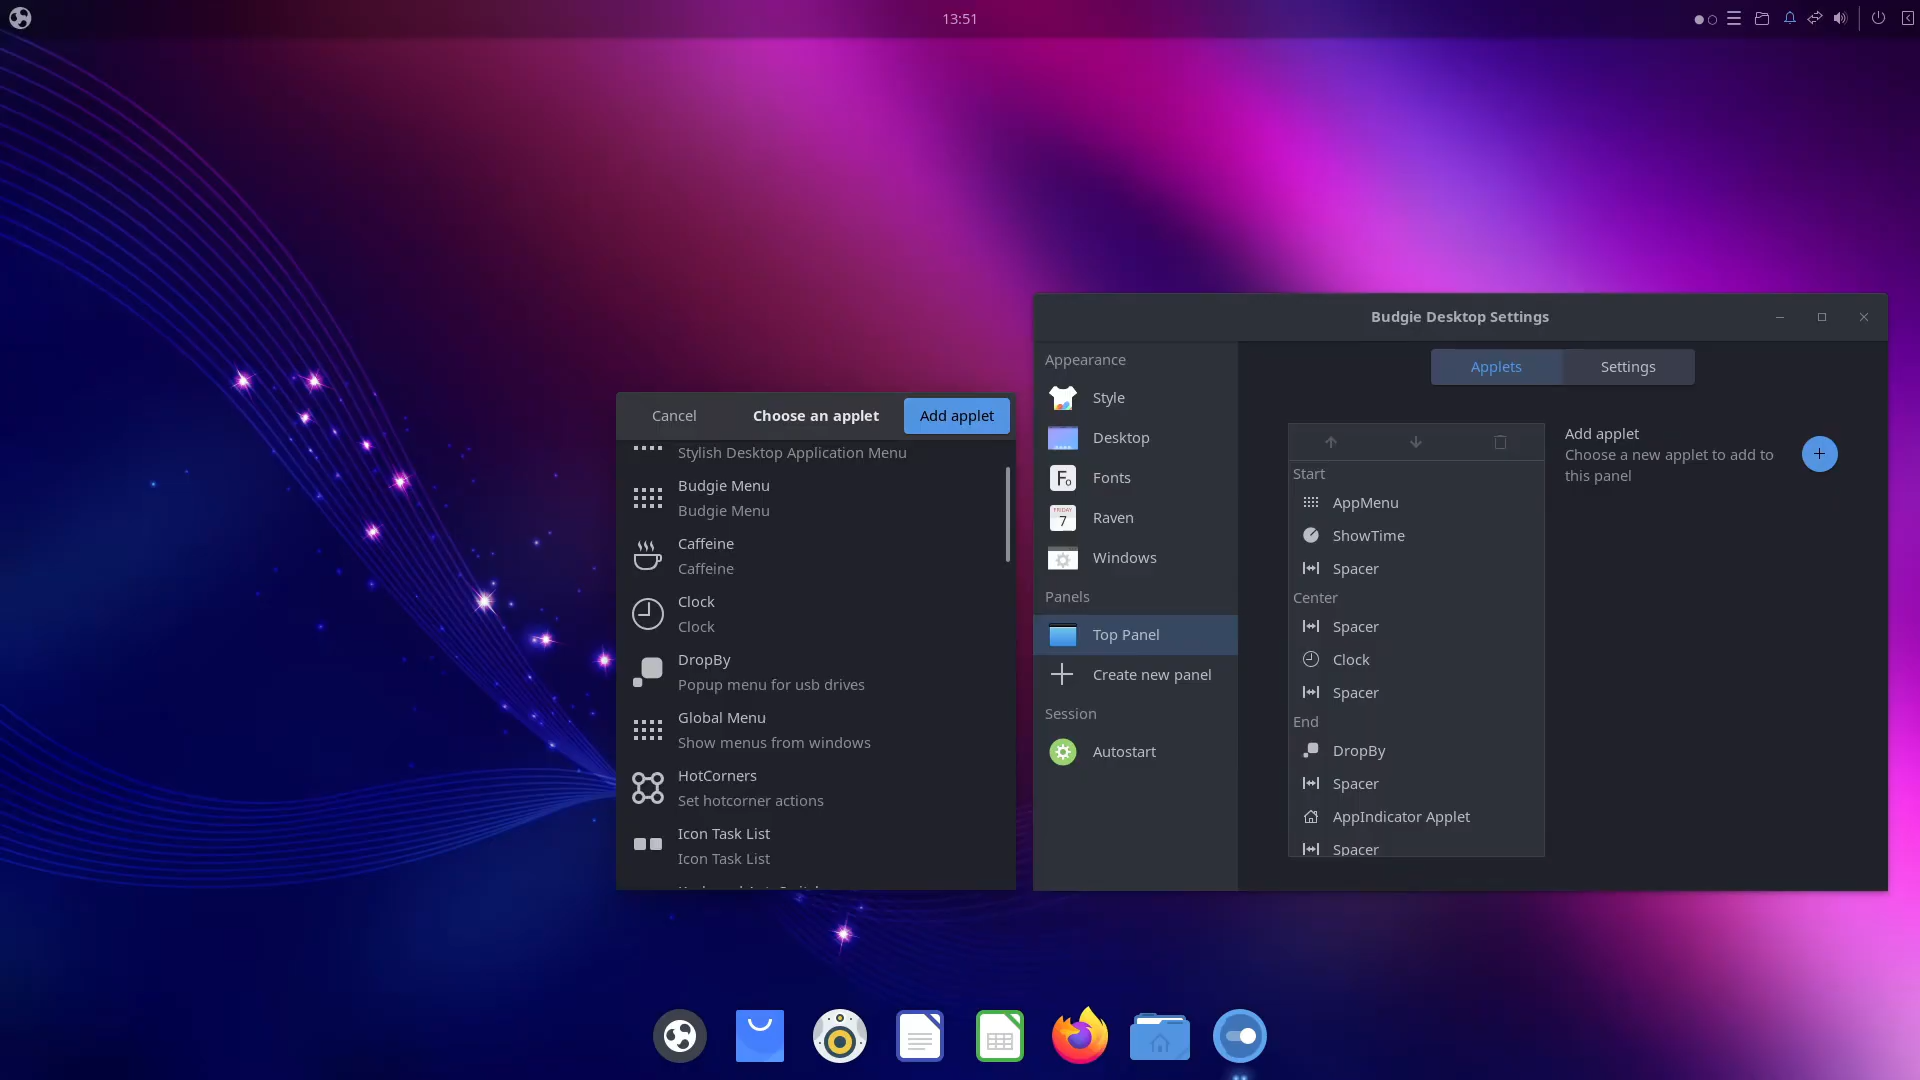 13:51
Cancel
Choose an applet
Add applet
Stylish Desktop Application Menu
Budgie Menu
Budgie Menu
Caffeine
Caffeine
Clock
Clock
DropBy
Popup menu for usb drives
Global Menu
Show menus from windows
HotCorners
Set hotcorner actions
Icon Task List
Icon Task List
Budgie Desktop Settings
Appearance
Style
Desktop
Fo
Fonts
FRIDAY
7
Raven
Windows
Panels
Top Panel
Create new panel
Session
Autostart
Applets
Settings
Start
AppMenu
ShowTime
Spacer
Center
Spacer
Clock
Spacer
End
DropBy
Spacer
AppIndicator Applet
Spacer
Add applet
Choose a new applet to add to
this panel